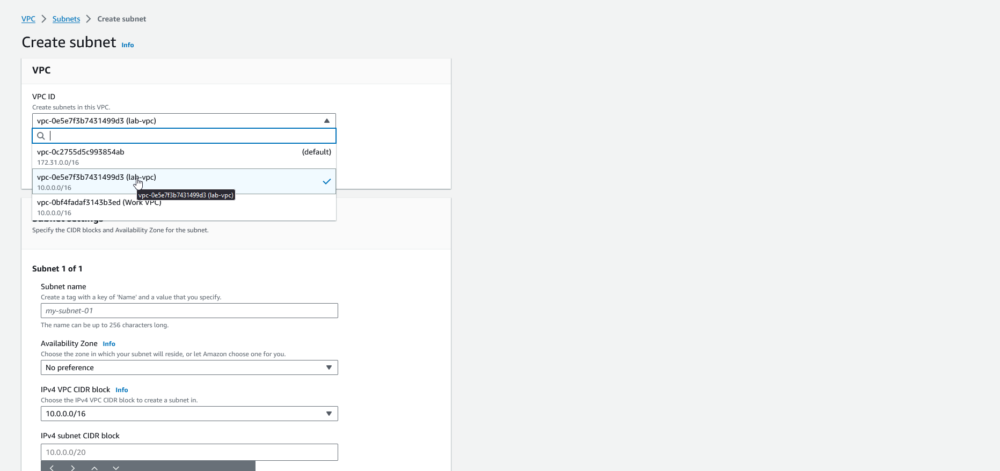 VPC > Subnets > Create subnet
Create subnet Info
VPC
VPC ID
Create subnets in this VPC.
vpc-0e5e7f3b7431499d3 (lab-vpc)
vpc-0c2755d5c993854ab (default)
172.31.0.0/16
vpc-0e5e7f3b7431499d3 (lab-vpc)
10.0.0.0/16
vpc-0e5e7f3b7431499d3 (lab-vpc)
vpc-0bf4fadaf3143b3ed (Work VPC)
10.0.0.0/16
Subnet settings
Specify the CIDR blocks and Availability Zone for the subnet.
Subnet 1 of 1
Subnet name
Create a tag with a key of 'Name' and a value that you specify.
my-subnet-01
The name can be up to 256 characters long.
Availability Zone Info
Choose the zone in which your subnet will reside, or let Amazon choose one for you.
No preference
IPv4 VPC CIDR block Info
Choose the IPv4 VPC CIDR block to create a subnet in.
10.0.0.0/16
IPv4 subnet CIDR block
10.0.0.0/20